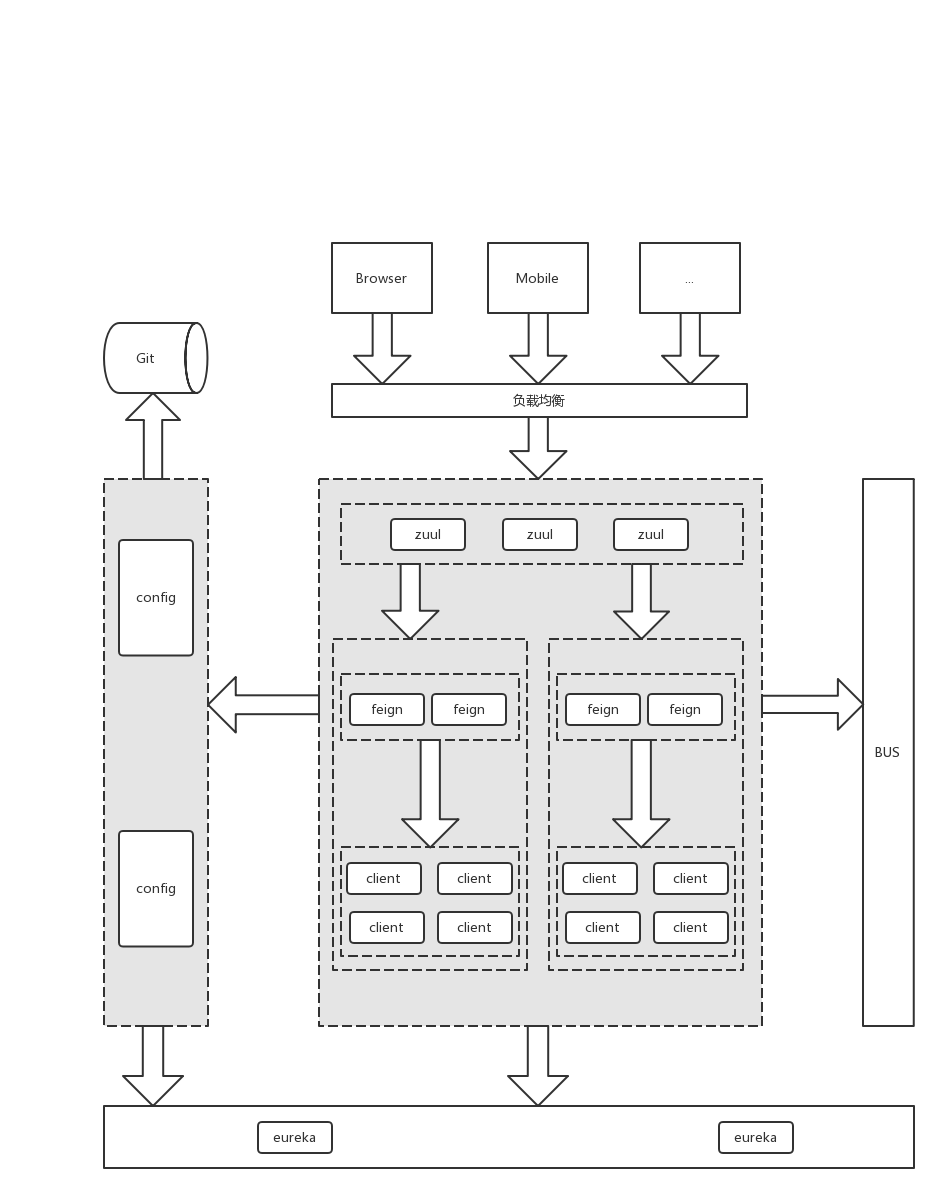 Browser
Mobile
...
Git
负载均衡
zuul
zuul
zuul
config
feign
feign
feign
feign
BUS
client
client
client
client
config
client
client
client
client
eureka
eureka